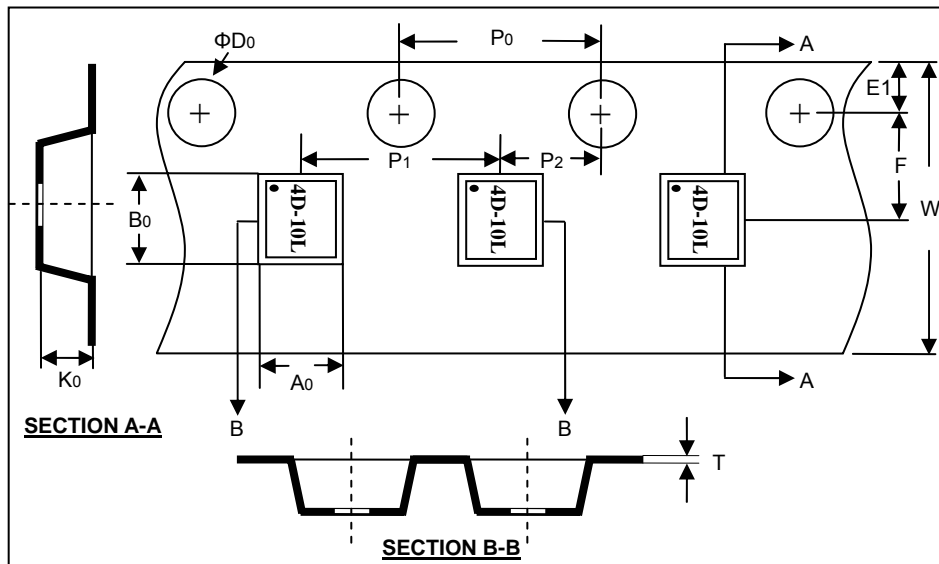 ΦD0
P0
A
E1
P1
P2
F
W
B0
4D-10L
4D-10L
4D-10L
K0
A0
A
SECTION A-A
B
B
T
SECTION B-B